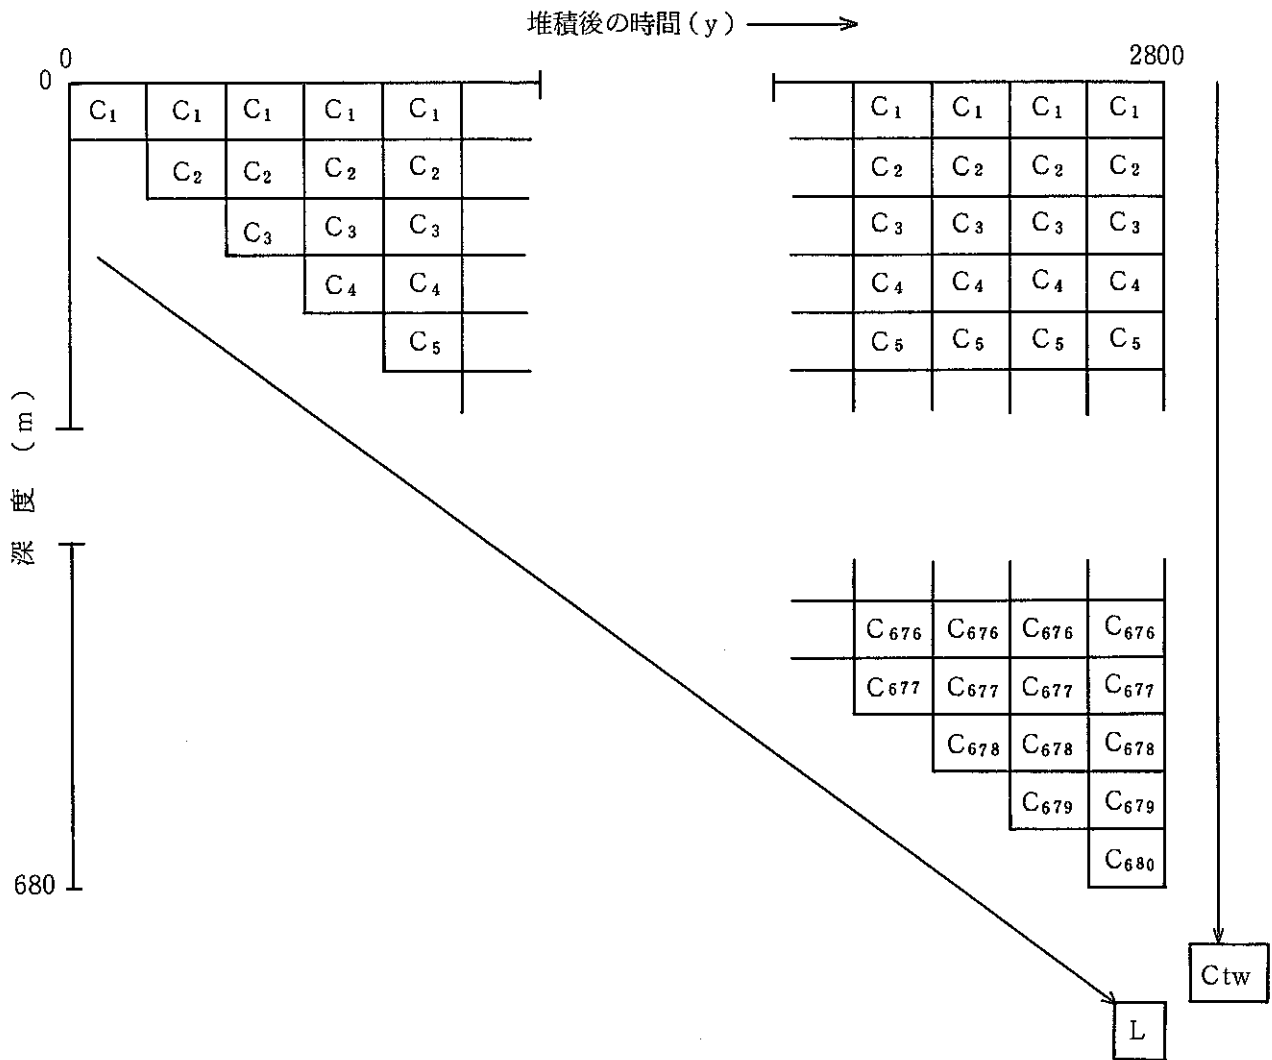 堆積後の時間(y)
0 2800
0
C₁ C₁ C₁ C₁ C₁ C₁ C₁ C₁ C₁
C₂ C₂ C₂ C₂ C₂ C₂ C₂ C₂
C₃ C₃ C₃ C₃ C₃ C₃ C₃
C₄ C₄ C₄ C₄ C₄ C₄
C₅ C₅ C₅ C₅ C₅
深度(m)
C₆₇₆ C₆₇₆ C₆₇₆ C₆₇₆
C₆₇₇ C₆₇₇ C₆₇₇ C₆₇₇
C₆₇₈ C₆₇₈ C₆₇₈
C₆₇₉ C₆₇₉
680 C₆₈₀
Ctw
L